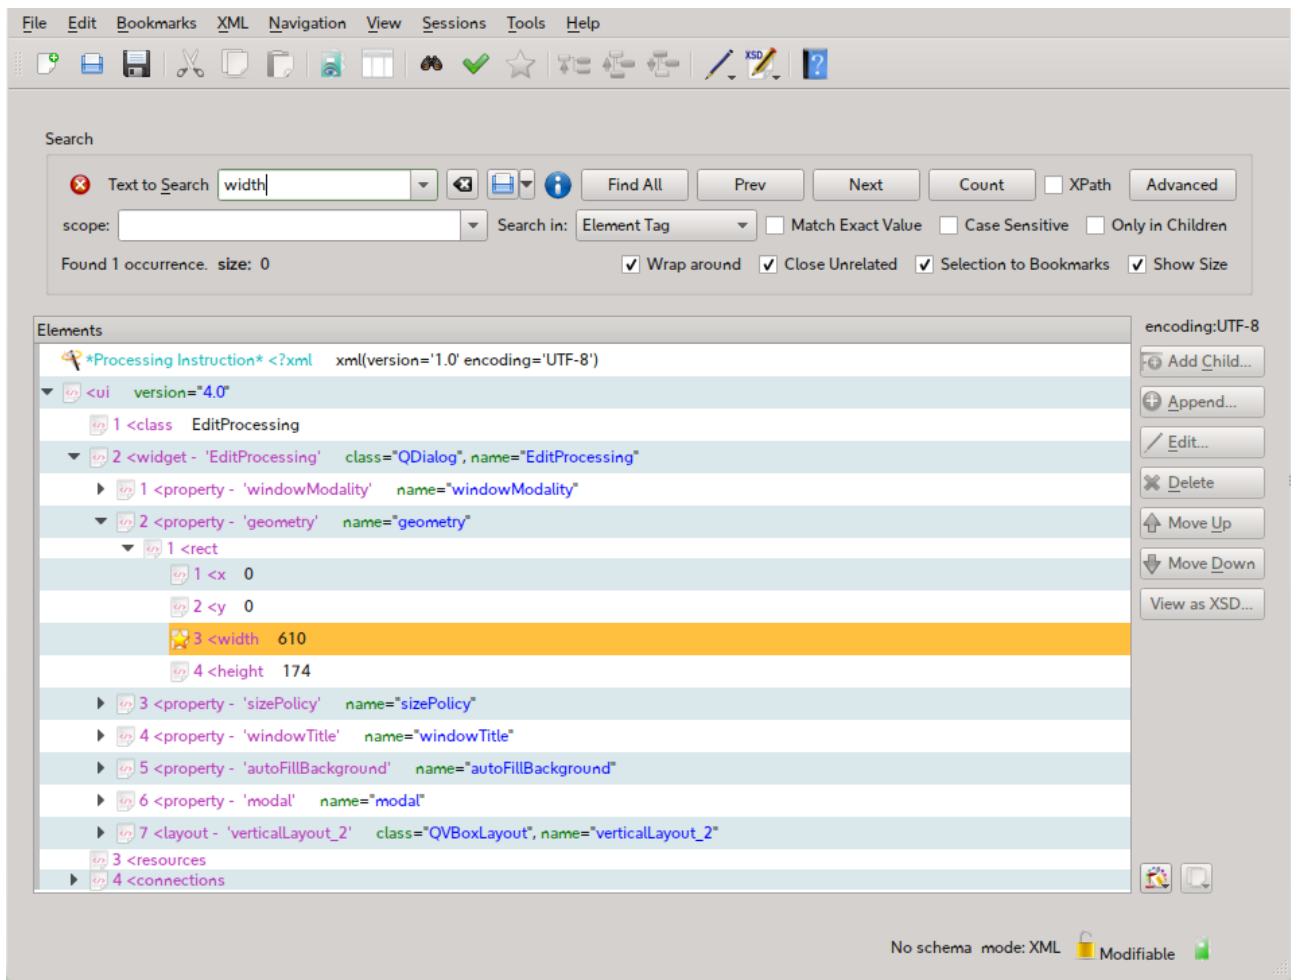 File Edit Bookmarks XML Navigation View Sessions Tools Help
XSD
Search
Text to Search width Find All Prev Next Count XPath Advanced
scope: Search in: Element Tag Match Exact Value Case Sensitive Only in Children
Found 1 occurrence. size: 0 Wrap around Close Unrelated Selection to Bookmarks Show Size
Elements encoding:UTF-8
*Processing Instruction* <?xml xml(version='1.0' encoding='UTF-8') Add Child...
<ui version="4.0"
1 <class EditProcessing Append...
2 <widget - 'EditProcessing' class="QDialog", name="EditProcessing" Edit...
1 <property - 'windowModality' name="windowModality" Delete
2 <property - 'geometry' name="geometry" Move Up
1 <rect
1 <x 0 Move Down
2 <y 0 View as XSD...
3 <width 610
4 <height 174
3 <property - 'sizePolicy' name="sizePolicy"
4 <property - 'windowTitle' name="windowTitle"
5 <property - 'autoFillBackground' name="autoFillBackground"
6 <property - 'modal' name="modal"
7 <layout - 'verticalLayout_2' class="QVBoxLayout", name="verticalLayout_2"
3 <resources
4 <connections
No schema mode: XML Modifiable